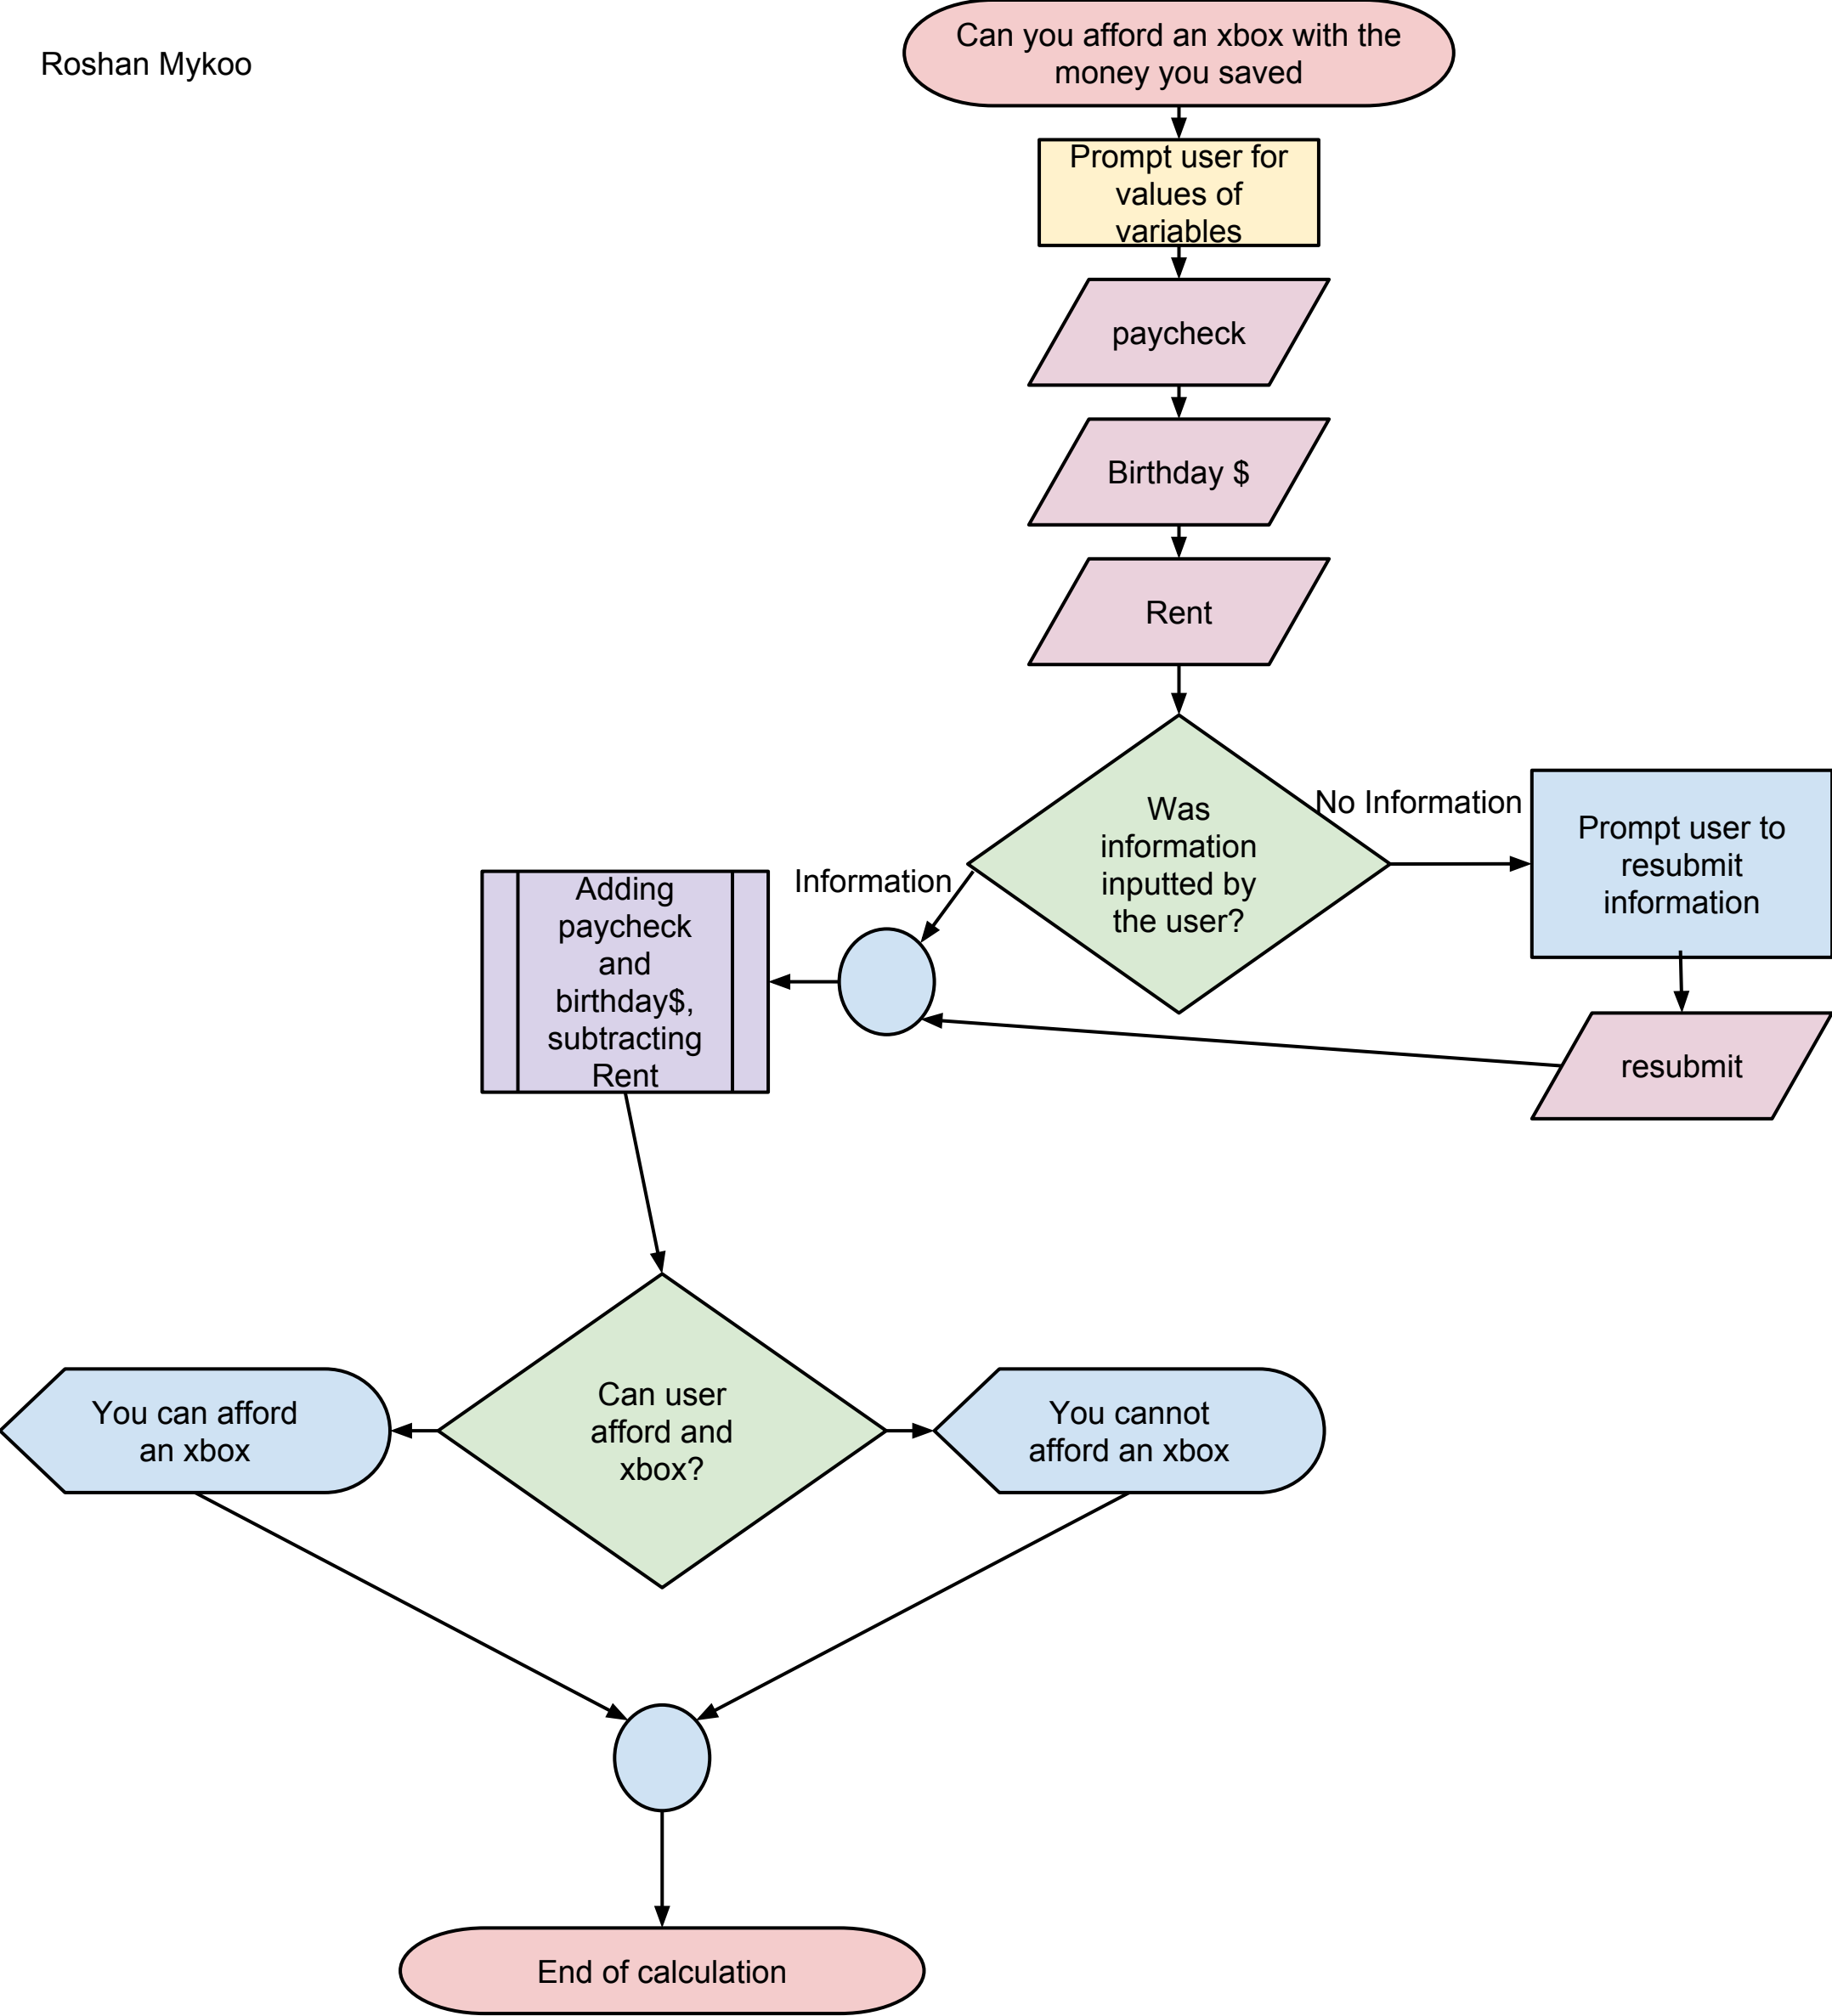 Roshan Mykoo
Can you afford an xbox with the
money you saved
Prompt user for
values of
variables
paycheck
Birthday $
Rent
Was
information
inputted by
the user?
No Information
Prompt user to
resubmit
information
Information
Adding
paycheck
and
birthday$,
subtracting
Rent
resubmit
Can user
afford and
xbox?
You can afford
an xbox
You cannot
afford an xbox
End of calculation